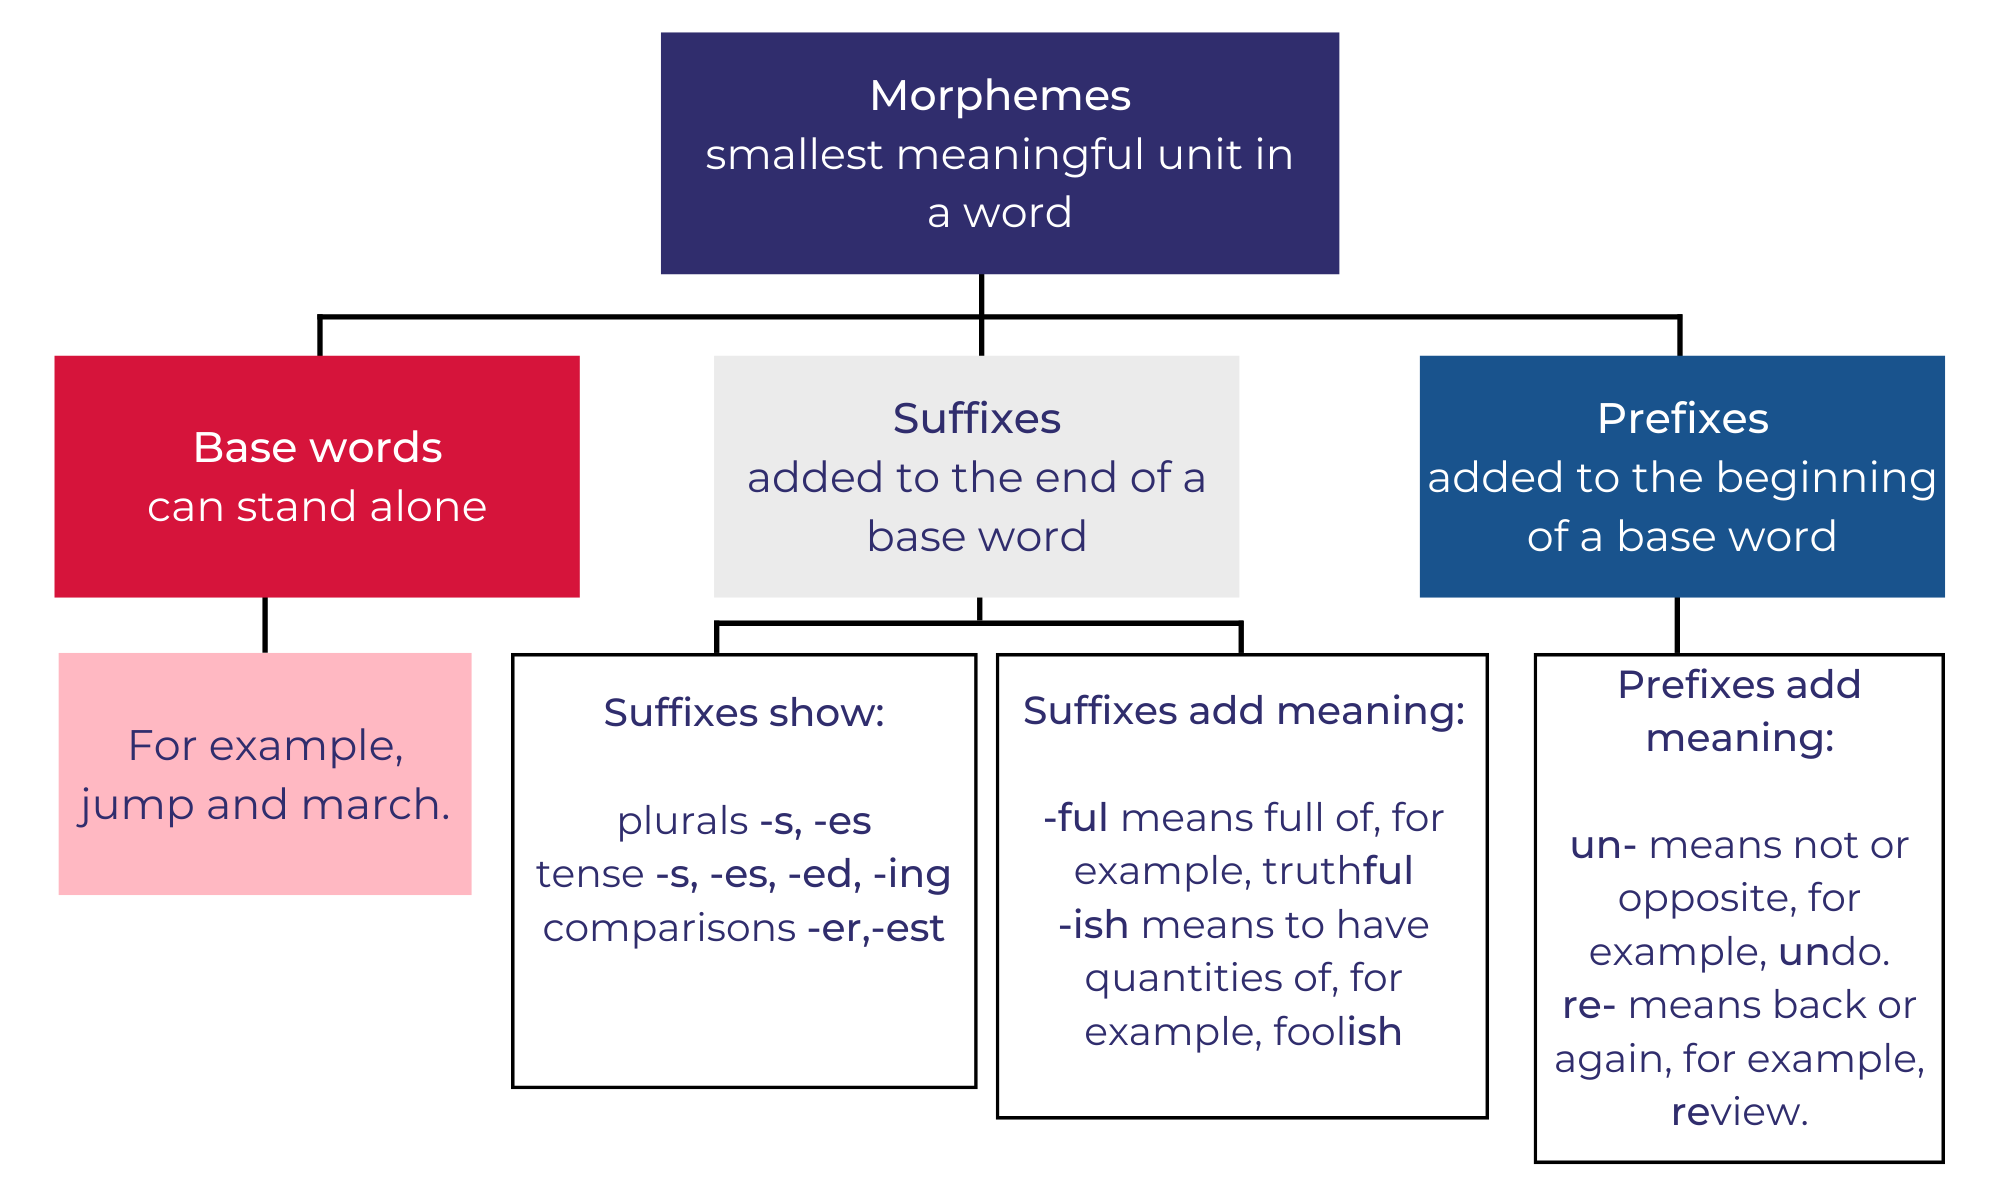 Morphemes
smallest meaningful unit in
a word
Base words
can stand alone
Suffixes
added to the end of a
base word
Prefixes
added to the beginning
of a base word
For example,
jump and march.
Suffixes show:
plurals -s, -es
tense -s, -es, -ed, -ing
comparisons -er,-est
Suffixes add meaning:
-ful means full of, for
example, truthful
-ish means to have
quantities of, for
example, foolish
Prefixes add
meaning:
un- means not or
opposite, for
example, undo.
re- means back or
again, for example,
review.